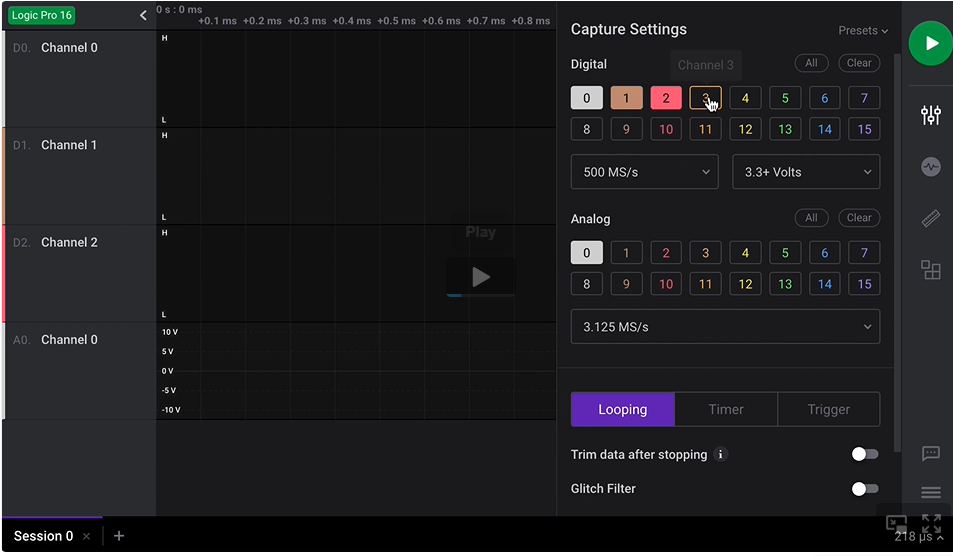 Logic Pro 16
0 s : 0 ms
+0.1 ms +0.2 ms +0.3 ms +0.4 ms +0.5 ms +0.6 ms +0.7 ms +0.8 ms
D0. Channel 0
H
L
D1. Channel 1
H
L
D2. Channel 2
H
L
A0. Channel 0
10 V
5 V
0 V
-5 V
-10 V
Play
Capture Settings
Presets
Digital
Channel 3
All Clear
0 1 2 3 4 5 6 7
8 9 10 11 12 13 14 15
500 MS/s
3.3+ Volts
Analog
All Clear
0 1 2 3 4 5 6 7
8 9 10 11 12 13 14 15
3.125 MS/s
Looping Timer Trigger
Trim data after stopping i
Glitch Filter
Session 0 × +
218 µs